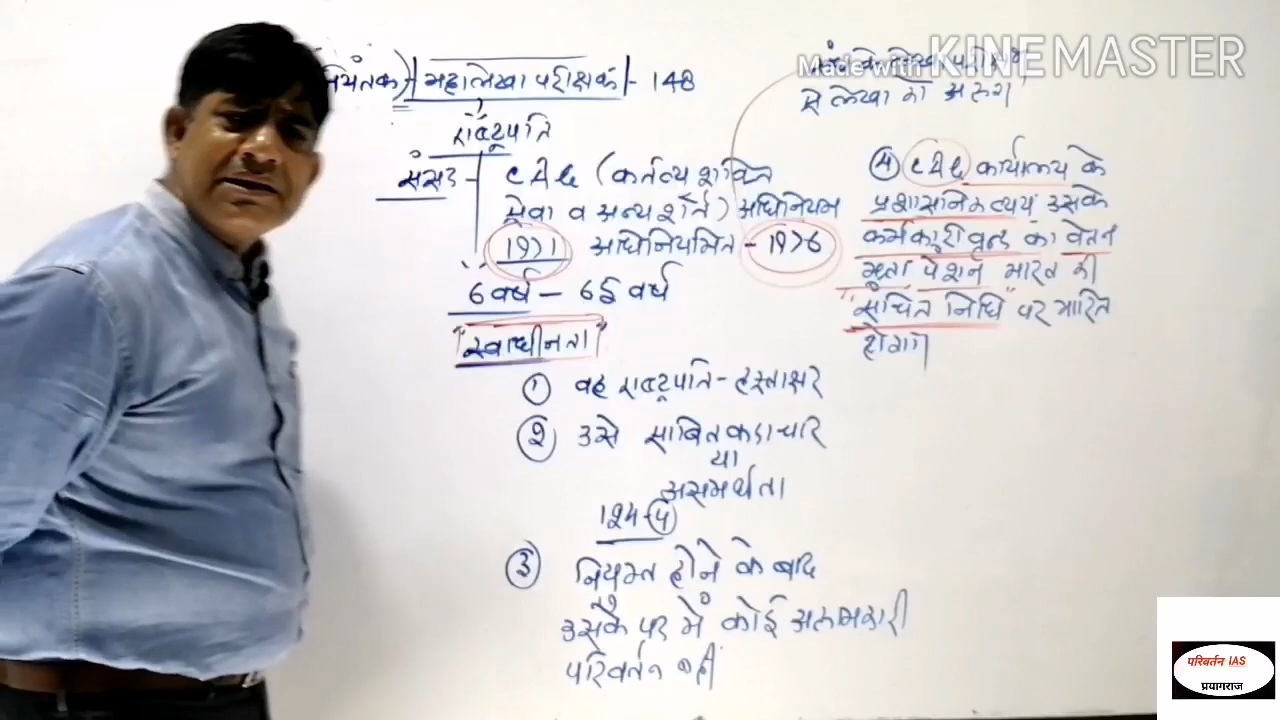 नियंत्रक) महालेखा परीक्षक - 148
राष्ट्रपति
संसद - CAG (कर्तव्य शक्ति
सेवा व अन्य शर्तें) अधिनियम
1971 अधिनियमित - 1976
6 वर्ष - 65 वर्ष
"स्वाधीनता"
① वह राष्ट्रपति - हस्ताक्षर
② उसे साबित कदाचार
या
असमर्थता
124-(4)
③ नियुक्त होने के बाद
उसके पद में कोई अलाभकारी
परिवर्तन नहीं
Made with KINEMASTER
से लेखा को अलग
④ CAG कार्यालय के
प्रशासनिक व्यय उसके
कर्मचारी वृन्द का वेतन
भत्ता पेंशन भारत की
"संचित निधि" पर भारित
होगा
परिवर्तन IAS
प्रयागराज